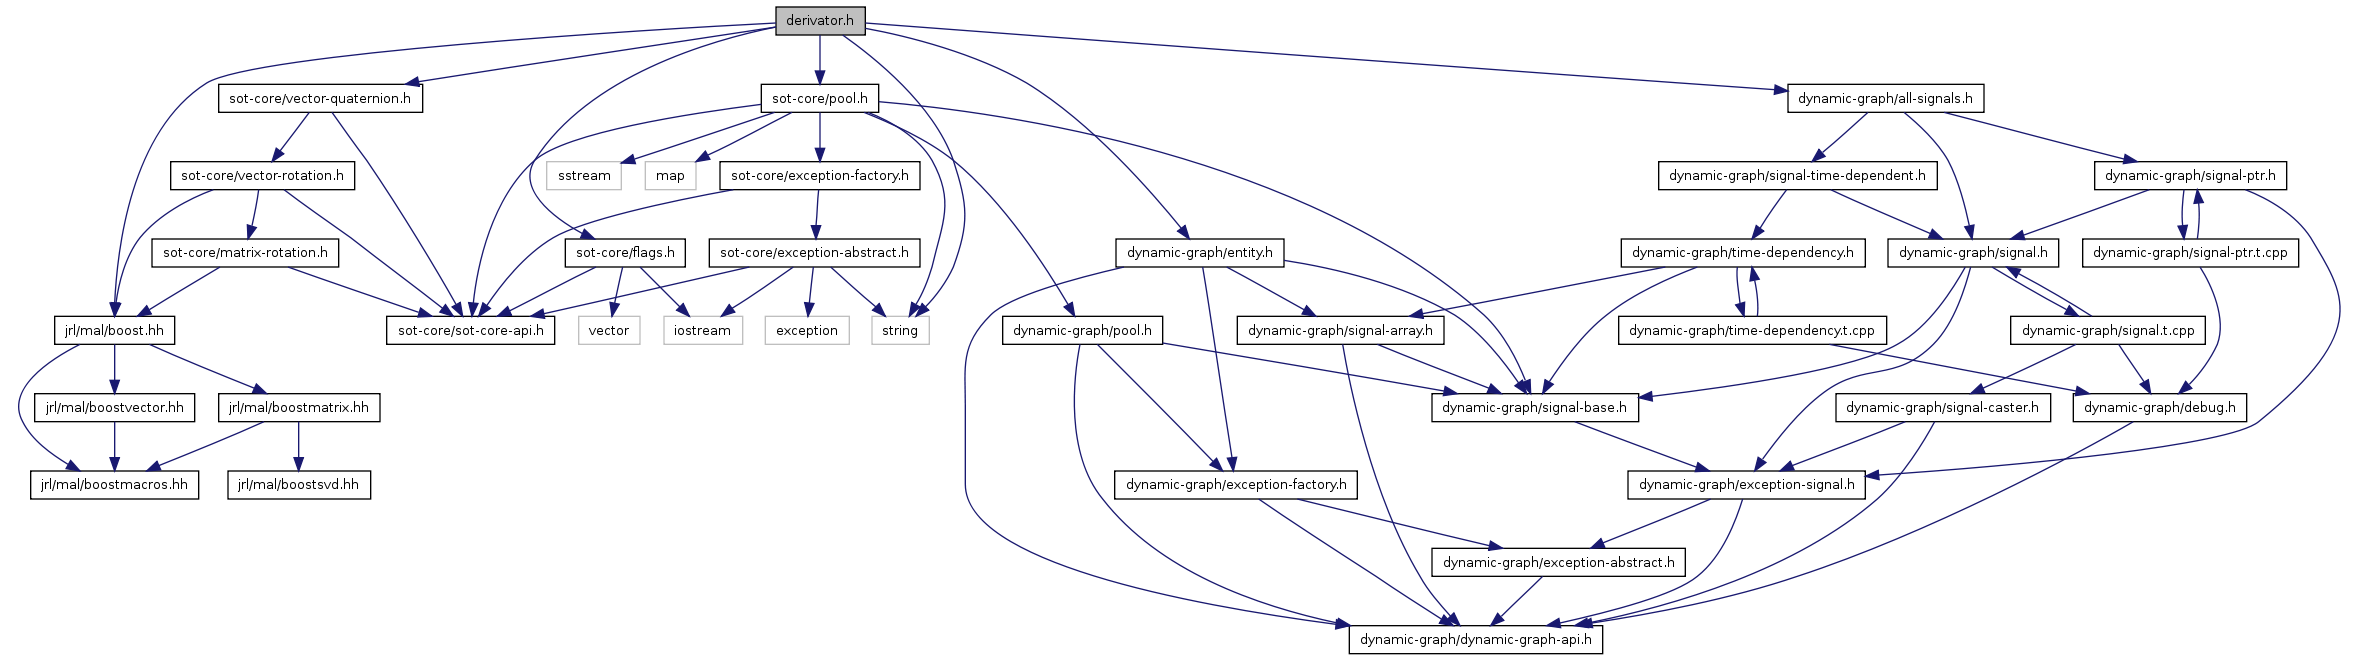 derivator.h
sot-core/vector-quaternion.h
sot-core/pool.h
dynamic-graph/all-signals.h
sot-core/vector-rotation.h
sstream
map
sot-core/exception-factory.h
dynamic-graph/signal-time-dependent.h
dynamic-graph/signal-ptr.h
sot-core/matrix-rotation.h
sot-core/flags.h
sot-core/exception-abstract.h
dynamic-graph/entity.h
dynamic-graph/time-dependency.h
dynamic-graph/signal.h
dynamic-graph/signal-ptr.t.cpp
jrl/mal/boost.hh
sot-core/sot-core-api.h
vector
iostream
exception
string
dynamic-graph/pool.h
dynamic-graph/signal-array.h
dynamic-graph/time-dependency.t.cpp
dynamic-graph/signal.t.cpp
jrl/mal/boostvector.hh
jrl/mal/boostmatrix.hh
dynamic-graph/signal-base.h
dynamic-graph/signal-caster.h
dynamic-graph/debug.h
jrl/mal/boostmacros.hh
jrl/mal/boostsvd.hh
dynamic-graph/exception-factory.h
dynamic-graph/exception-signal.h
dynamic-graph/exception-abstract.h
dynamic-graph/dynamic-graph-api.h